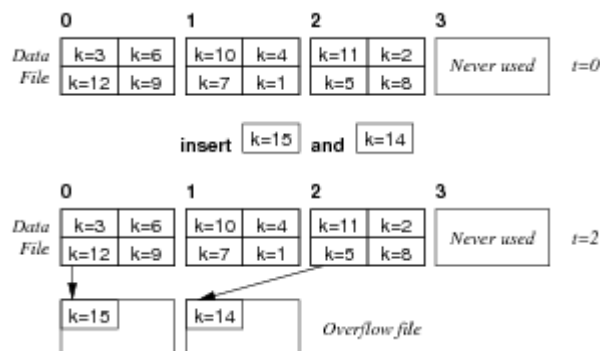 0 1 2 3
Data File k=3 k=6 k=10 k=4 k=11 k=2 Never used t=0
k=12 k=9 k=7 k=1 k=5 k=8
insert k=15 and k=14
0 1 2 3
Data File k=3 k=6 k=10 k=4 k=11 k=2 Never used t=2
k=12 k=9 k=7 k=1 k=5 k=8
k=15 k=14 Overflow file